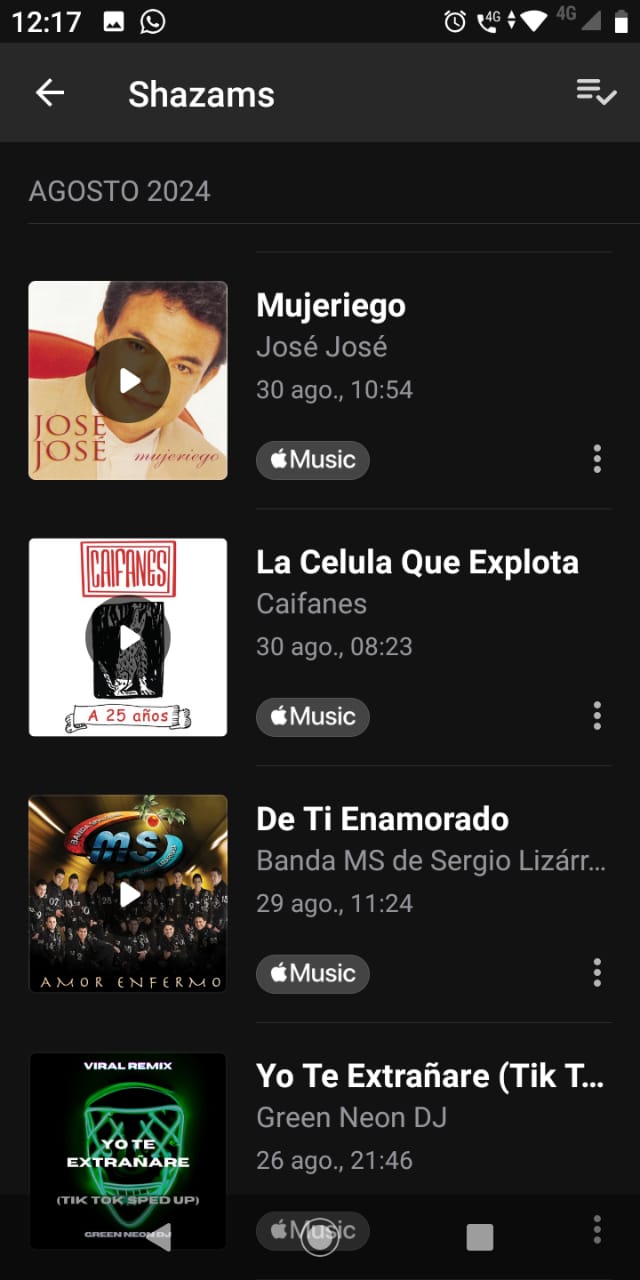 12:17
4G
4G
Shazams
AGOSTO 2024
JOSÉ
JOSÉ
mujeriego
Mujeriego
José José
30 ago., 10:54
Music
CAIFANES
A 25 años
La Celula Que Explota
Caifanes
30 ago., 08:23
Music
MS
AMOR ENFERMO
De Ti Enamorado
Banda MS de Sergio Lizárr...
29 ago., 11:24
Music
VIRAL REMIX
YO TE
EXTRAÑARE
(TIK TOK SPED UP)
GREEN NEON DJ
Yo Te Extrañare (Tik T...
Green Neon DJ
26 ago., 21:46
Music